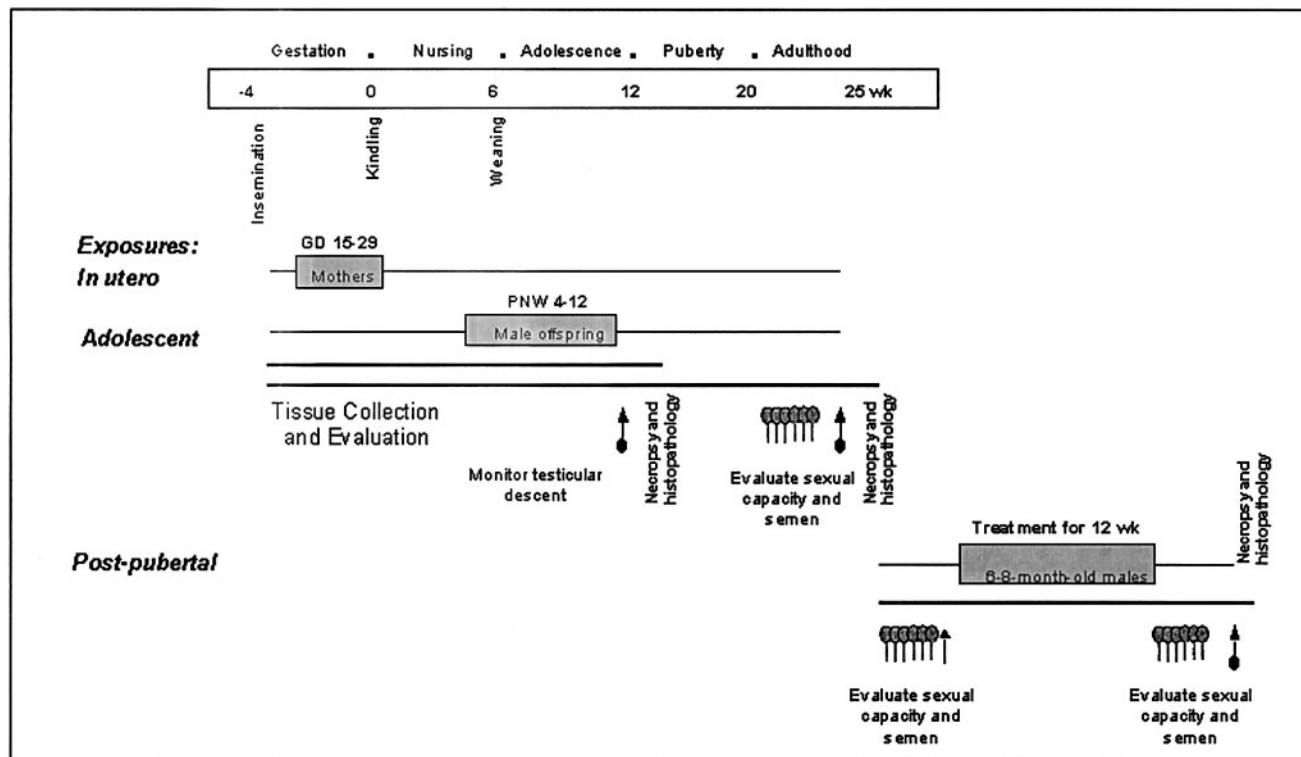 Gestation ▪ Nursing ▪ Adolescence ▪ Puberty ▪ Adulthood
-4 0 6 12 20 25 wk
Insemination
Kindling
Weaning
Exposures:
In utero
GD 15-29
Mothers
PNW 4-12
Adolescent
Male offspring
Tissue Collection
and Evaluation
Monitor testicular
descent
Necropsy and
histopathology
Evaluate sexual
capacity and
semen
Necropsy and
histopathology
Post-pubertal
Treatment for 12 wk
6-8-month-old males
Necropsy and
histopathology
Evaluate sexual
capacity and
semen
Evaluate sexual
capacity and
semen